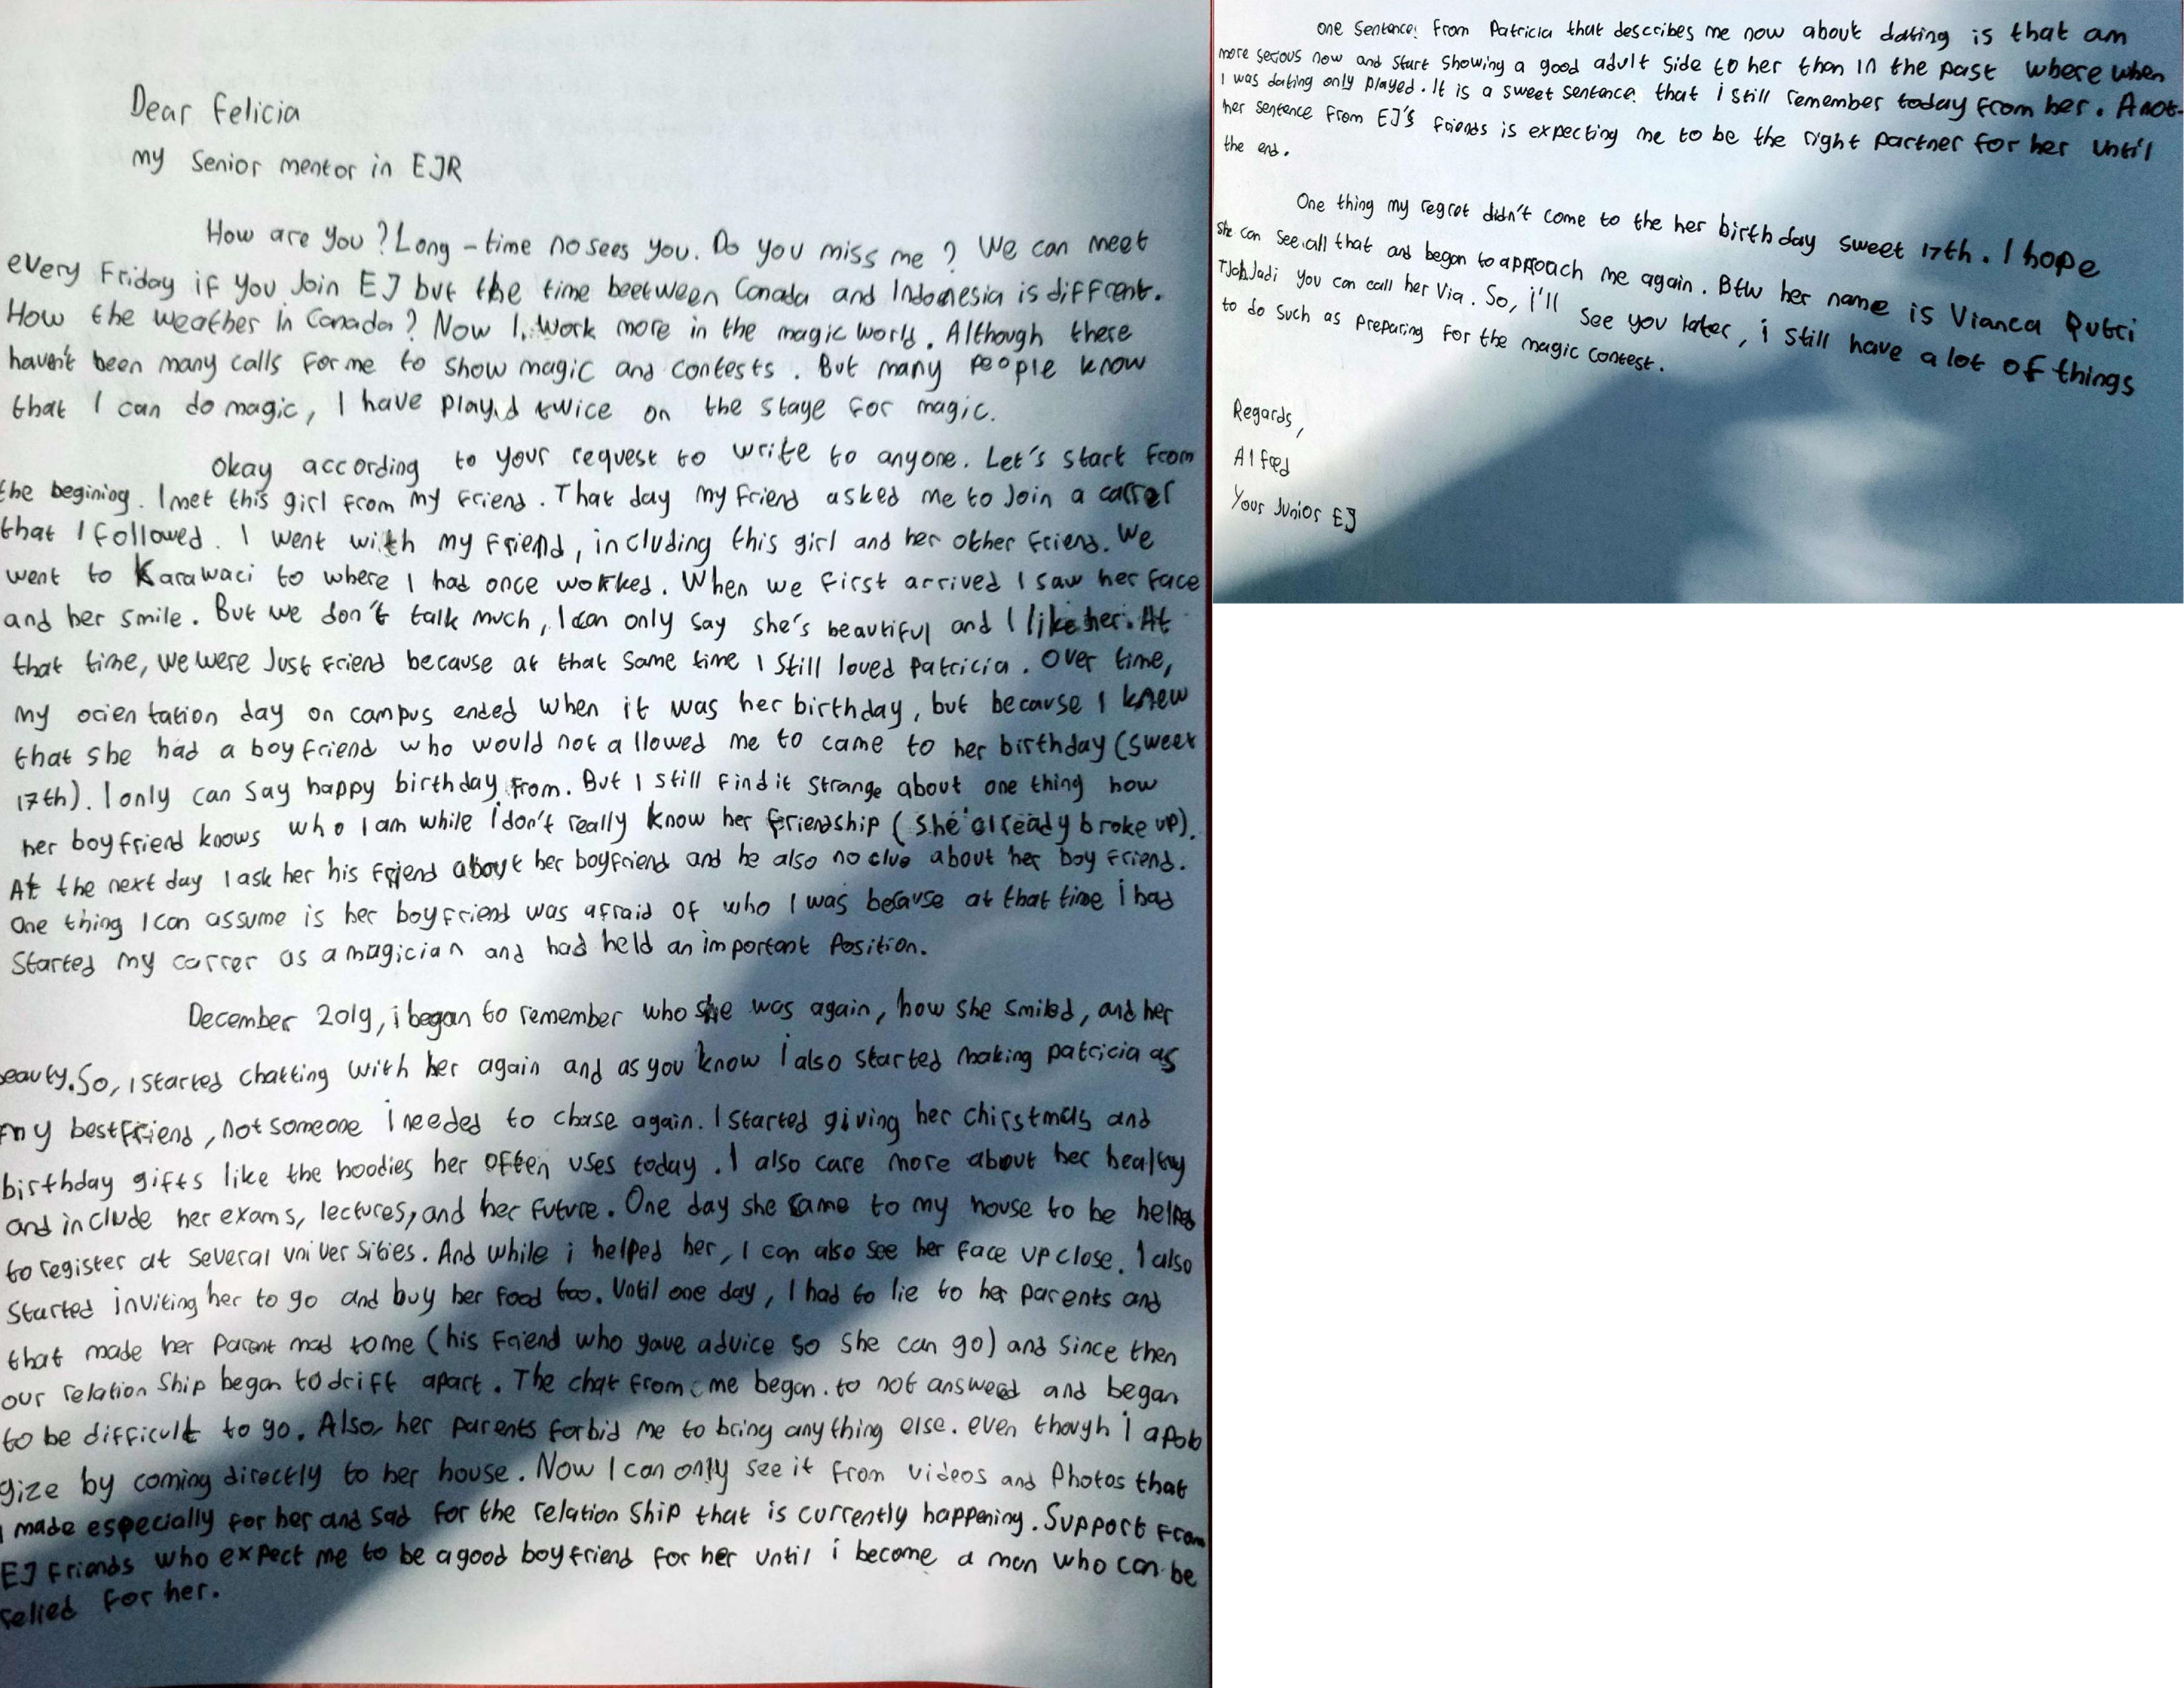 Dear Felicia
my Senior mentor in EJR
How are you ? Long - time no sees you. Do you miss me ? We can meet
every Friday if you Join EJ but the time beetween Canada and Indonesia is diffrent.
How the weather in Canada ? Now I work more in the magic world. Although there
haven't been many calls for me to show magic and contests. But many people know
that I can do magic, I have played twice on the stage for magic.
Okay according to your request to write to anyone. Let's start from
the begining. I met this girl from my friend. That day my friend asked me to Join a carrer
that I followed. I went with my friend, including this girl and her other friend. We
went to Karawaci to where I had once worked. When we first arrived I saw her face
and her smile. But we don't talk much, I can only say she's beautiful and I like her. At
that time, we were Just friend because at that same time I still loved Patricia. Over time,
my orientation day on campus ended when it was her birthday, but because I knew
that she had a boyfriend who would not allowed me to came to her birthday (sweet
17th). I only can say happy birthday from. But I still find it strange about one thing how
her boyfriend knows who I am while I don't really know her friendship (she already broke up).
At the next day I ask her his friend about her boyfriend and he also no clue about her boyfriend.
One thing I can assume is her boyfriend was afraid of who I was because at that time i had
Started my carrer as a magician and had held an important Position.
December 2019, i began to remember who she was again, how she smiled, and her
eauty. So, I started chatting with her again and as you know i also started making patricia as
my bestfriend, not someone i needed to chase again. I started giving her chirstmas and
birthday gifts like the hoodies her often uses today. I also care more about her healty
and include her exams, lectures, and her future. One day she came to my house to be helped
to register at several universities. And while i helped her, I can also see her face up close. I also
Started inviting her to go and buy her food too. Until one day, I had to lie to her parents and
that made her parent mad to me (his friend who gave advice so she can go) and since then
our relation ship began to drift apart. The chat from me began to not answerd and began
to be difficult to go. Also, her parents forbid me to bring anything else. even though i apolo
gize by coming directly to her house. Now I can only see it from videos and Photos that
I made especially for her and sad for the relation ship that is currently happening. Support from
EJ friends who expect me to be a good boyfriend for her until i become a man who can be
relied for her.
one sentence from Patricia that describes me now about dating is that am
more serious now and start showing a good adult side to her than in the past where when
I was dating only played. It is a sweet sentence that i still remember today from her. Anot-
her sentence from EJ's friends is expecting me to be the right partner for her until
the end.
One thing my regret didn't come to the her birthday sweet 17th. I hope
she can see all that and began to approach me again. Btw her name is Vianca Putri
you can call her Via. So, i'll see you later, i still have a lot of things
to do such as preparing for the magic contest.
Regards,
Alfred
Your Junior EJ